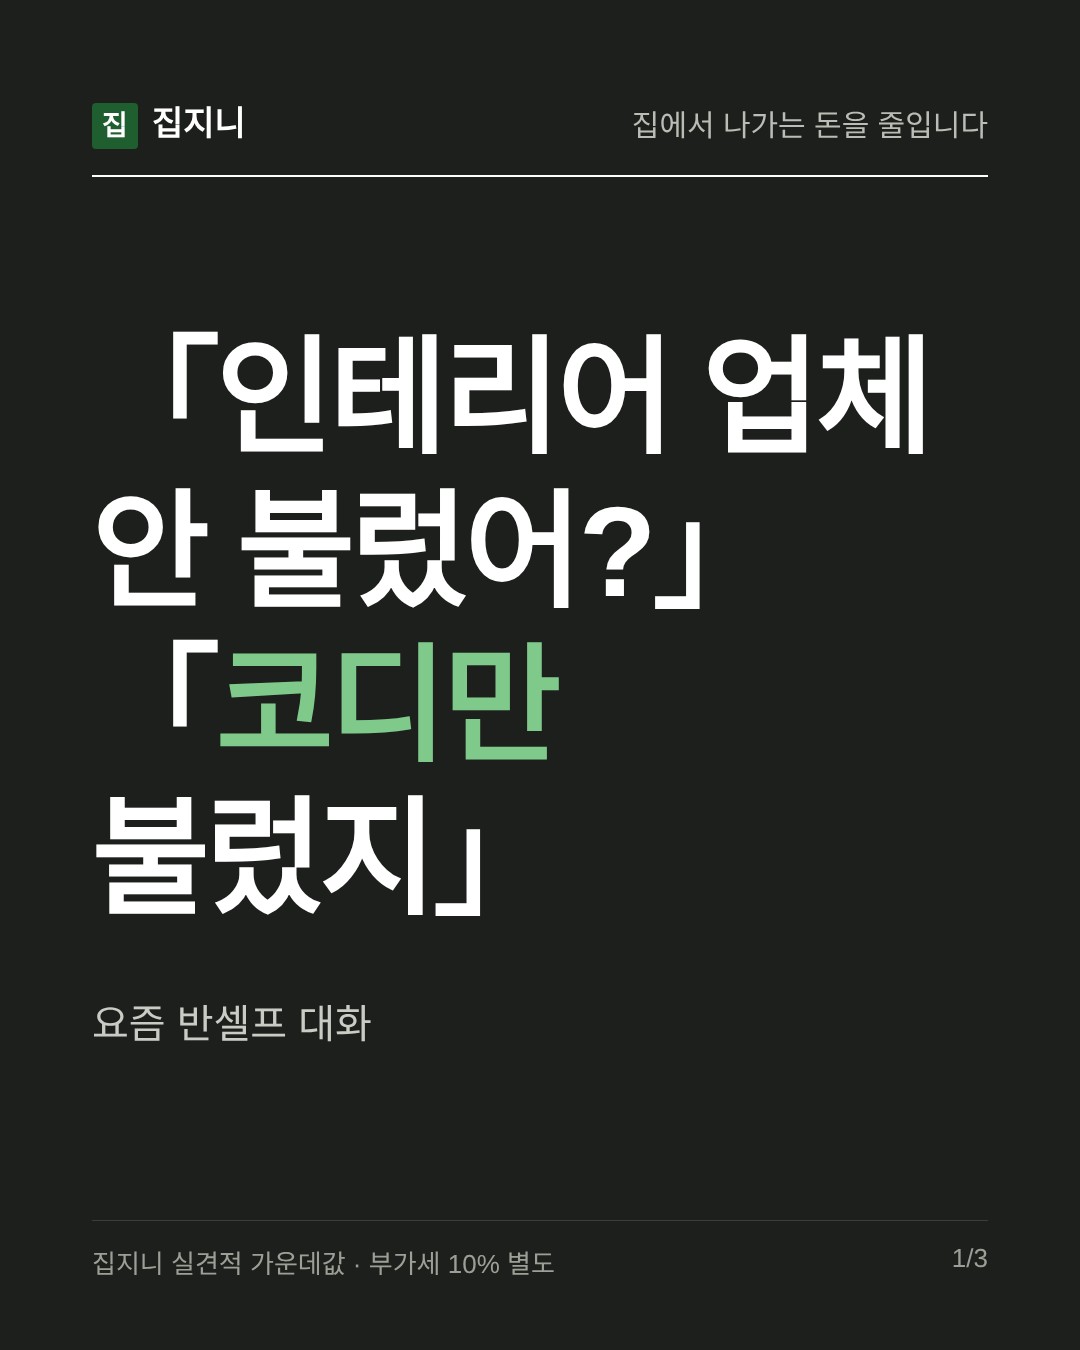 집 집지니
집에서 나가는 돈을 줄입니다
「인테리어 업체
안 불렀어?」
「코디만
불렀지」
요즘 반셀프 대화
집지니 실견적 가운데값 · 부가세 10% 별도
1/3